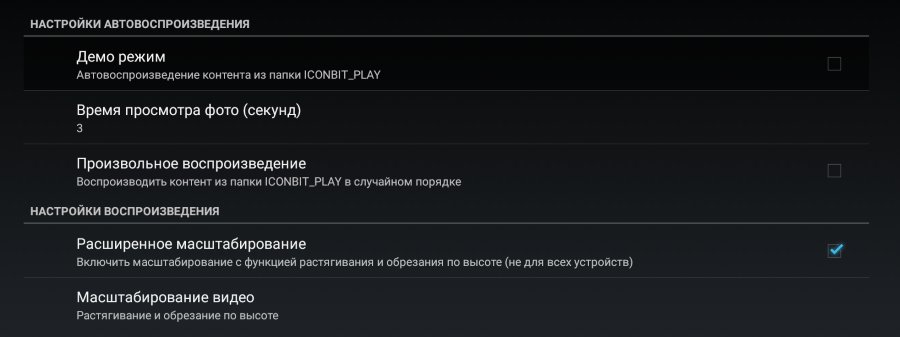 НАСТРОЙКИ АВТОВОСПРОИЗВЕДЕНИЯ
Демо режим
Автовоспроизведение контента из папки ICONBIT_PLAY
Время просмотра фото (секунд)
3
Произвольное воспроизведение
Воспроизводить контент из папки ICONBIT_PLAY в случайном порядке
НАСТРОЙКИ ВОСПРОИЗВЕДЕНИЯ
Расширенное масштабирование
Включить масштабирование с функцией растягивания и обрезания по высоте (не для всех устройств)
Масштабирование видео
Растягивание и обрезание по высоте